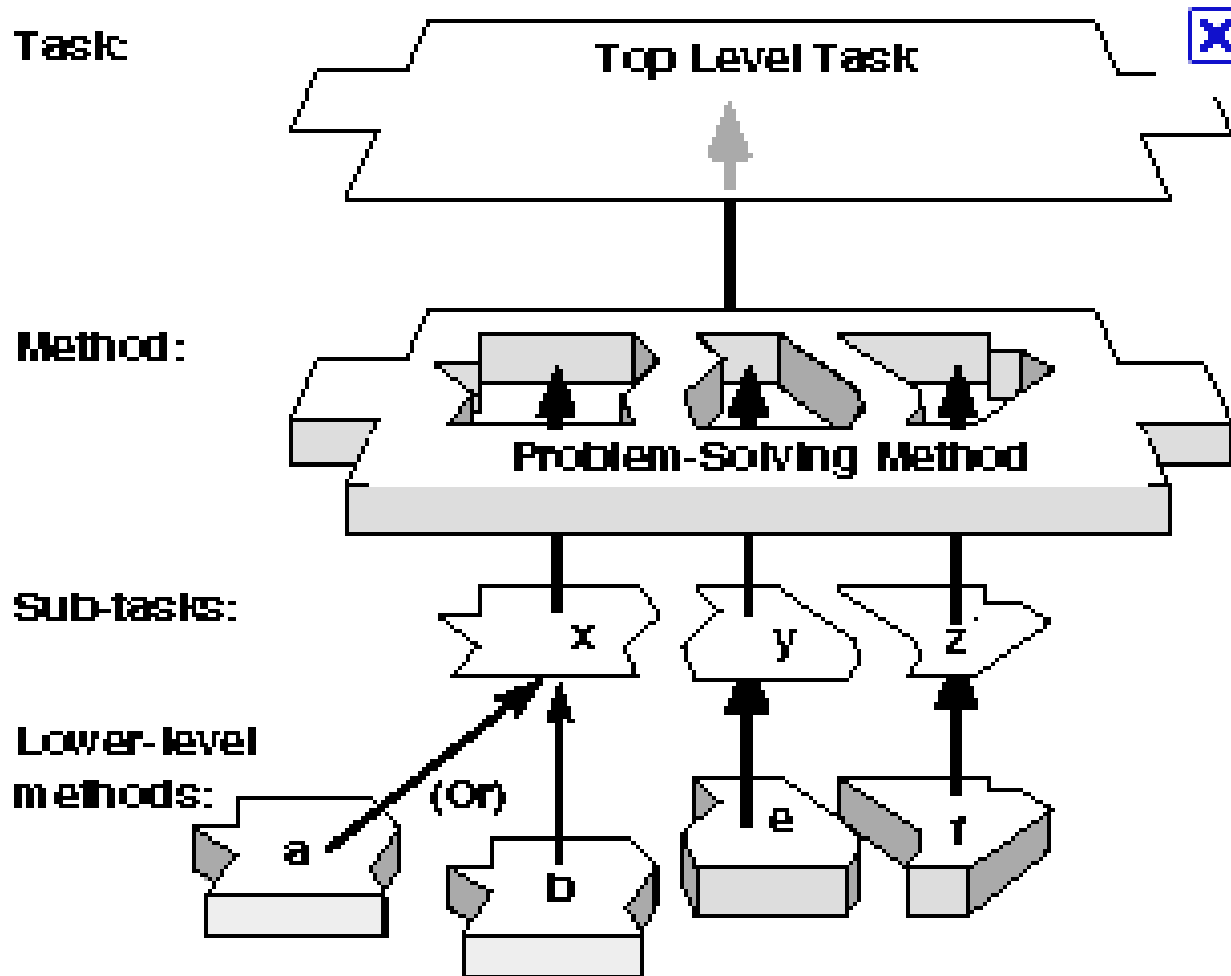 Task:
Top Level Task
Method:
Problem-Solving Method
Sub-tasks:
x
y
z
Lower-level
methods:
(Or)
a
b
e
f